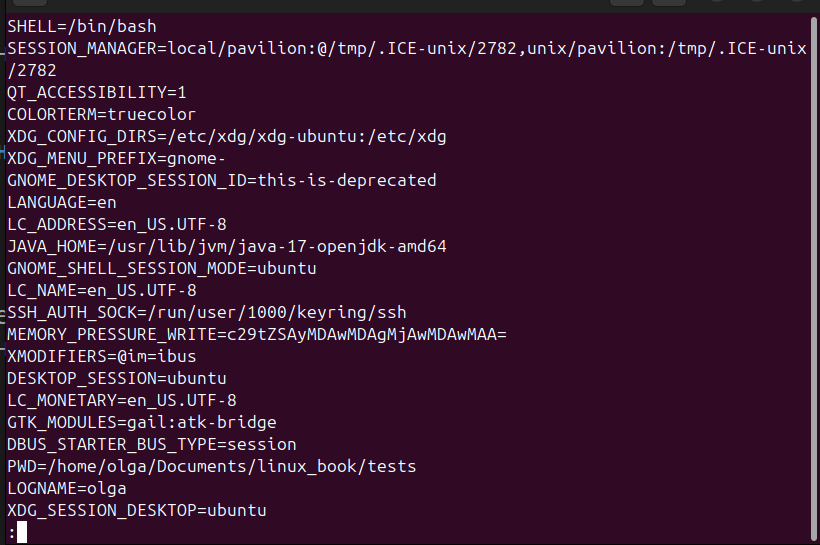 SHELL=/bin/bash
SESSION_MANAGER=local/pavilion:@/tmp/.ICE-unix/2782,unix/pavilion:/tmp/.ICE-unix
/2782
QT_ACCESSIBILITY=1
COLORTERM=truecolor
XDG_CONFIG_DIRS=/etc/xdg/xdg-ubuntu:/etc/xdg
XDG_MENU_PREFIX=gnome-
GNOME_DESKTOP_SESSION_ID=this-is-deprecated
LANGUAGE=en
LC_ADDRESS=en_US.UTF-8
JAVA_HOME=/usr/lib/jvm/java-17-openjdk-amd64
GNOME_SHELL_SESSION_MODE=ubuntu
LC_NAME=en_US.UTF-8
SSH_AUTH_SOCK=/run/user/1000/keyring/ssh
MEMORY_PRESSURE_WRITE=c29tZSAyMDAwMDAgMjAwMDAwMAA=
XMODIFIERS=@im=ibus
DESKTOP_SESSION=ubuntu
LC_MONETARY=en_US.UTF-8
GTK_MODULES=gail:atk-bridge
DBUS_STARTER_BUS_TYPE=session
PWD=/home/olga/Documents/linux_book/tests
LOGNAME=olga
XDG_SESSION_DESKTOP=ubuntu
: